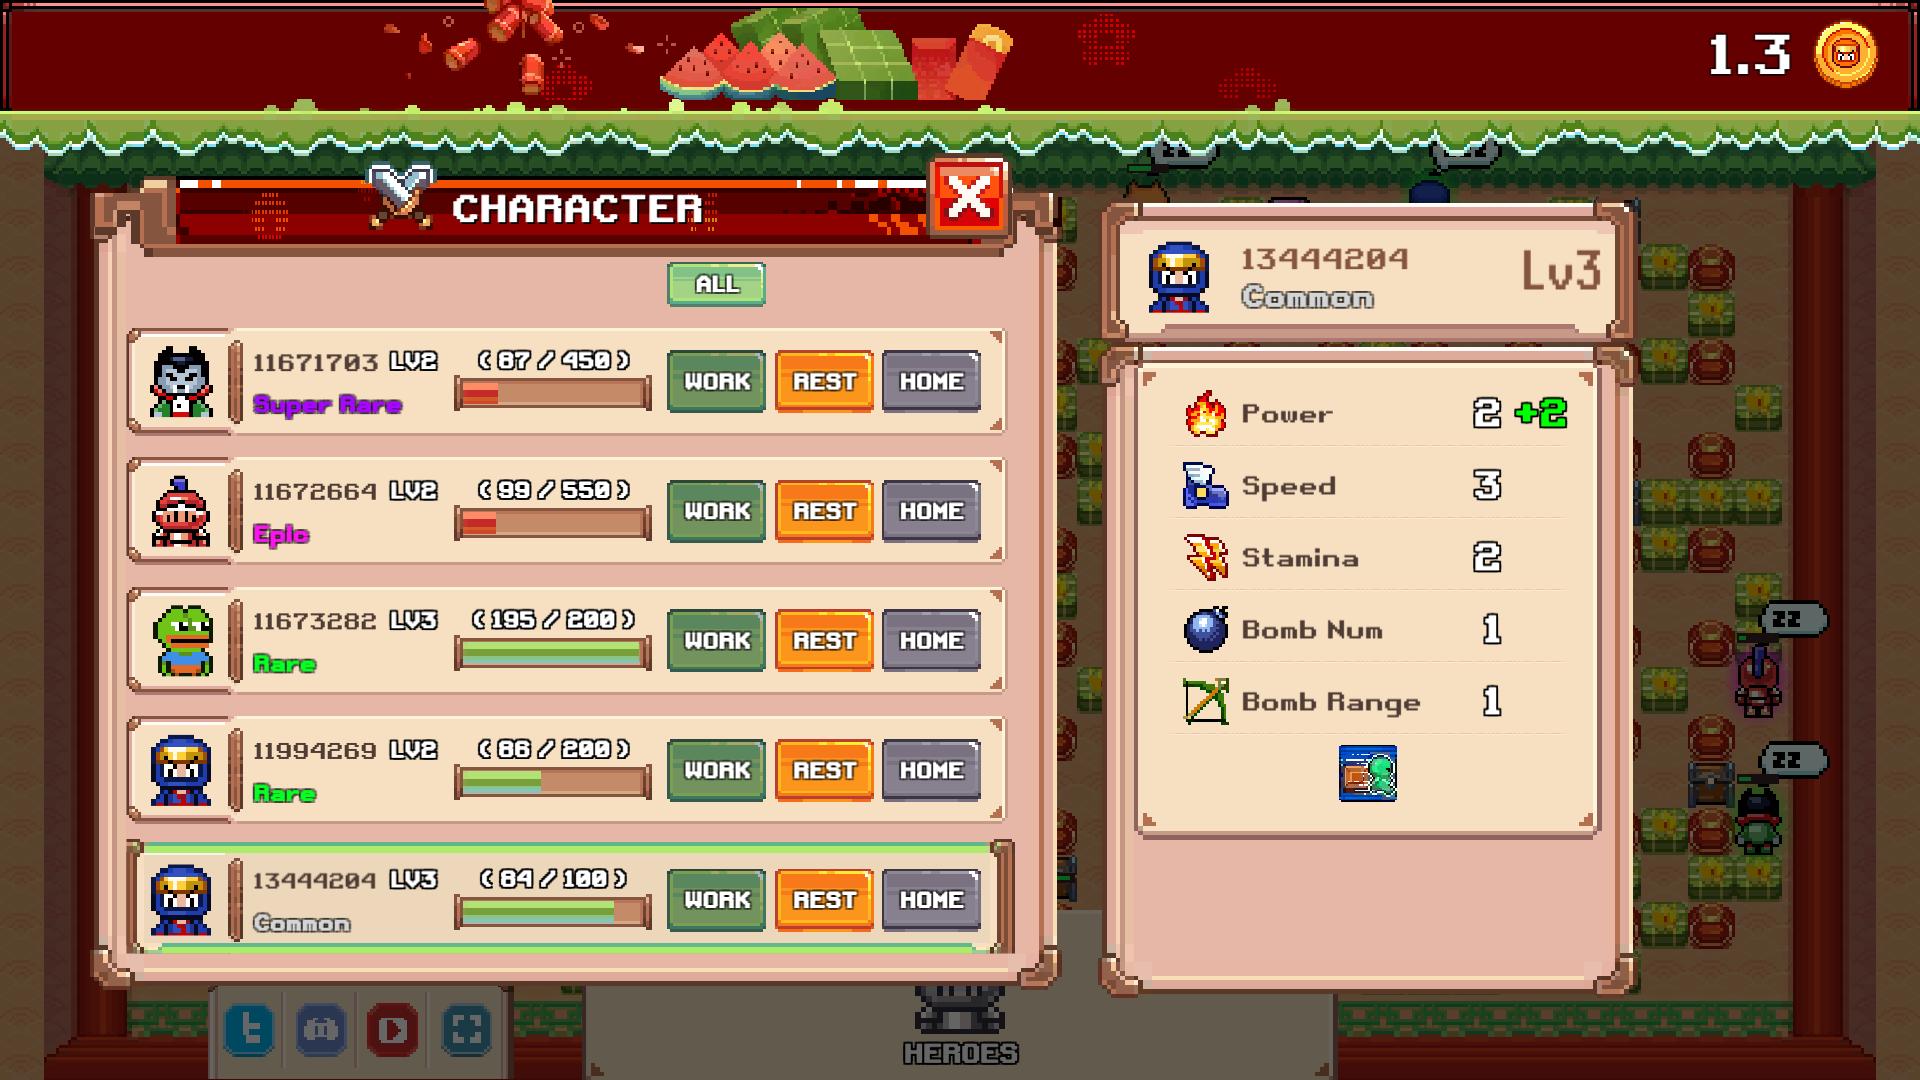 1.3
CHARACTER
ALL
11671703 LV2 ( 87 / 450 )
Super Rare
WORK REST HOME
11672664 LV2 ( 99 / 550 )
Epic
WORK REST HOME
11673282 LV3 ( 195 / 200 )
Rare
WORK REST HOME
11994269 LV2 ( 86 / 200 )
Rare
WORK REST HOME
13444204 LV3 ( 84 / 100 )
Common
WORK REST HOME
13444204 Lv3
Common
Power 2 +2
Speed 3
Stamina 2
Bomb Num 1
Bomb Range 1
zz
zz
HEROES